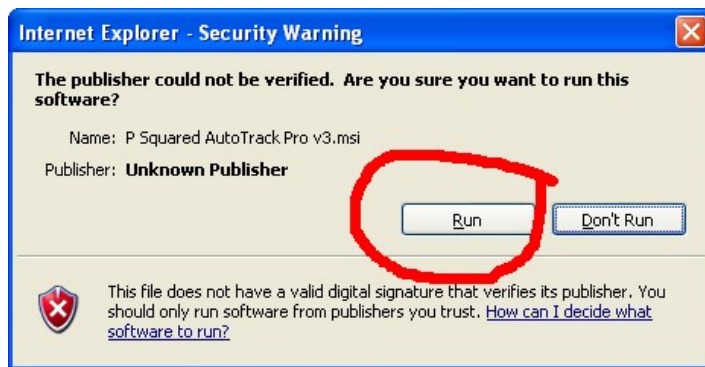 Internet Explorer - Security Warning
The publisher could not be verified. Are you sure you want to run this
software?
Name: P Squared AutoTrack Pro v3.msi
Publisher: Unknown Publisher
Run Don't Run
This file does not have a valid digital signature that verifies its publisher. You
should only run software from publishers you trust. How can I decide what
software to run?